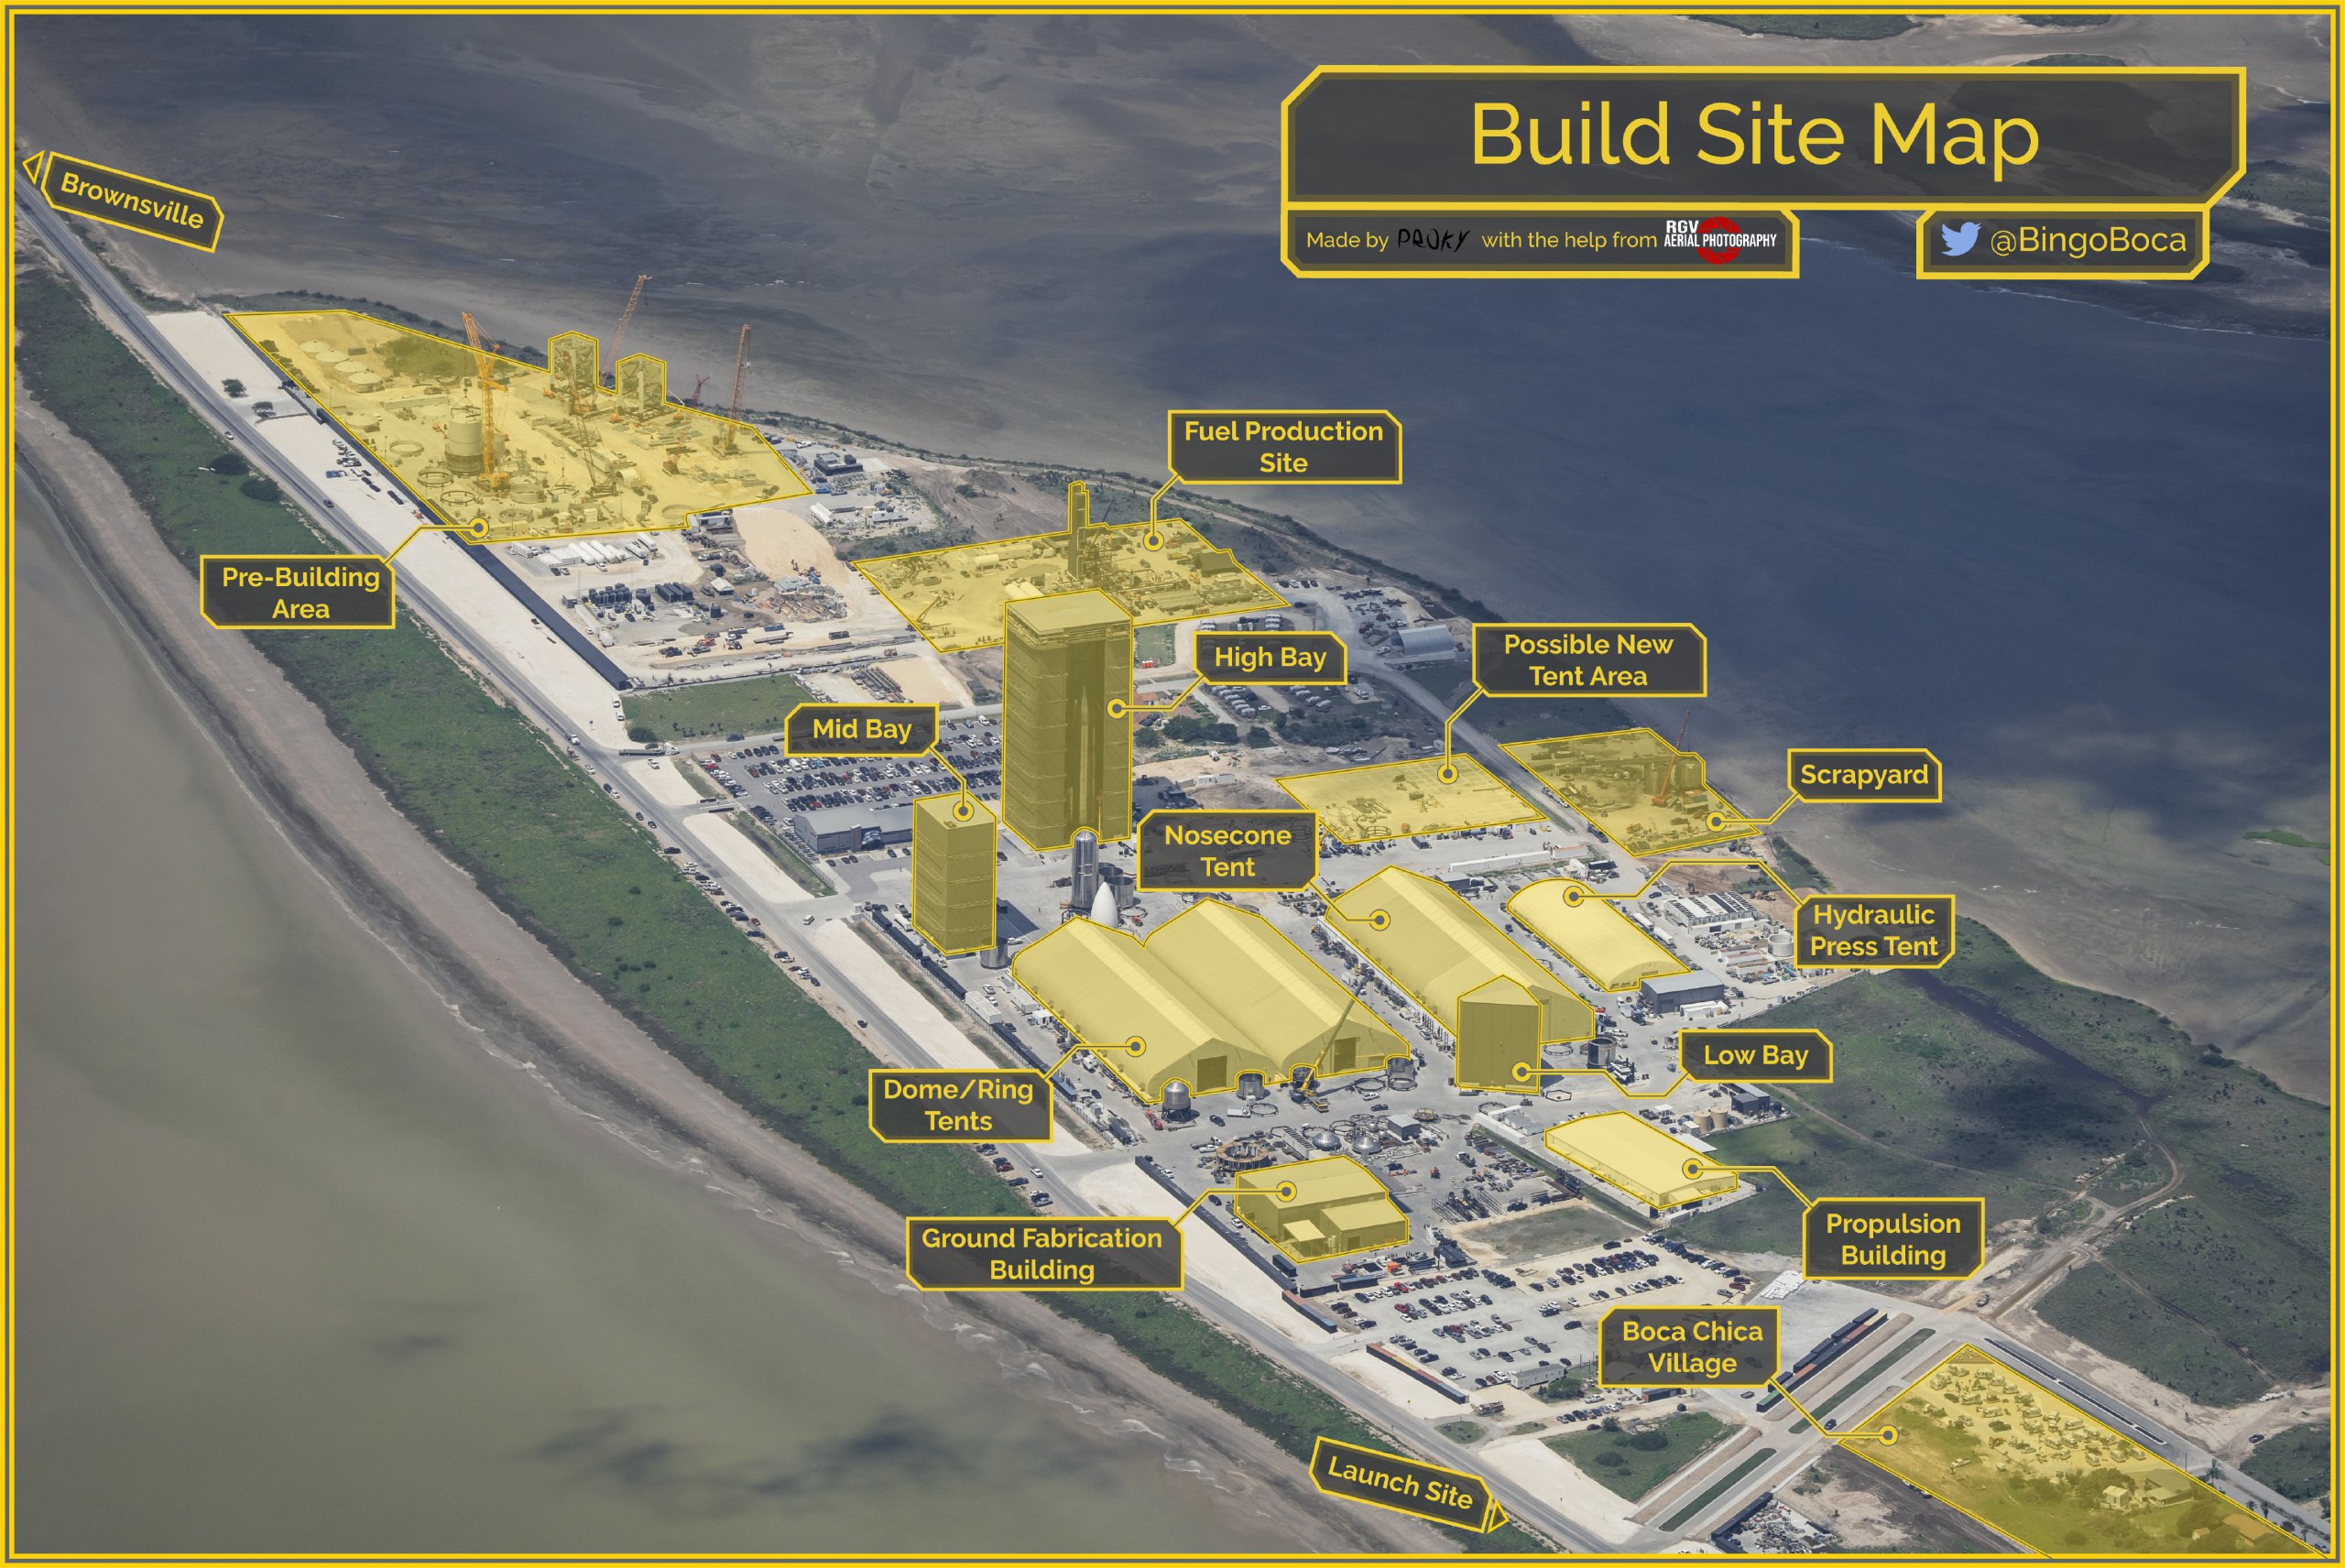 Build Site Map
Made by PROKY with the help from RGV
AERIAL PHOTOGRAPHY
@BingoBoca
Brownsville
Fuel Production
Site
Pre-Building
Area
High Bay
Possible New
Tent Area
Mid Bay
Scrapyard
Nosecone
Tent
Hydraulic
Press Tent
Low Bay
Dome/Ring
Tents
Ground Fabrication
Building
Propulsion
Building
Boca Chica
Village
Launch Site